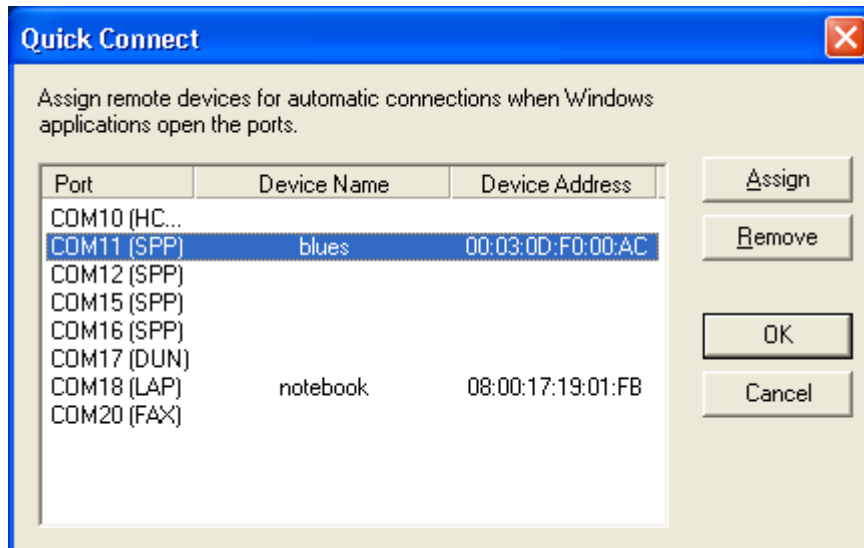 Quick Connect
Assign remote devices for automatic connections when Windows
applications open the ports.
Port Device Name Device Address
COM10 (HC...
COM11 (SPP) blues 00:03:0D:F0:00:AC
COM12 (SPP)
COM15 (SPP)
COM16 (SPP)
COM17 (DUN)
COM18 (LAP) notebook 08:00:17:19:01:FB
COM20 (FAX)
Assign
Remove
OK
Cancel